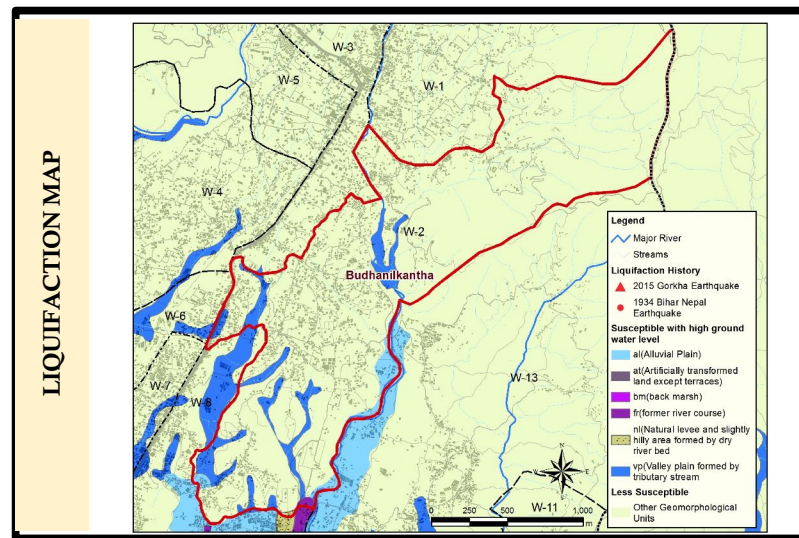 LIQUIFACTION MAP
W-3
W-5
W-1
W-4
W-2
Budhanilkantha
W-6
W-7
W-8
W-13
W-11
N
W
E
S
0 250 500 1,000
m
Legend
Major River
Streams
Liquifaction History
2015 Gorkha Earthquake
1934 Bihar Nepal
Earthquake
Susceptible with high ground
water level
al(Alluvial Plain)
at(Artificially transformed
land except terraces)
bm(back marsh)
fr(former river course)
nl(Natural levee and slightly
hilly area formed by dry
river bed
vp(Valley plain formed by
tributary stream
Less Susceptible
Other Geomorphological
Units